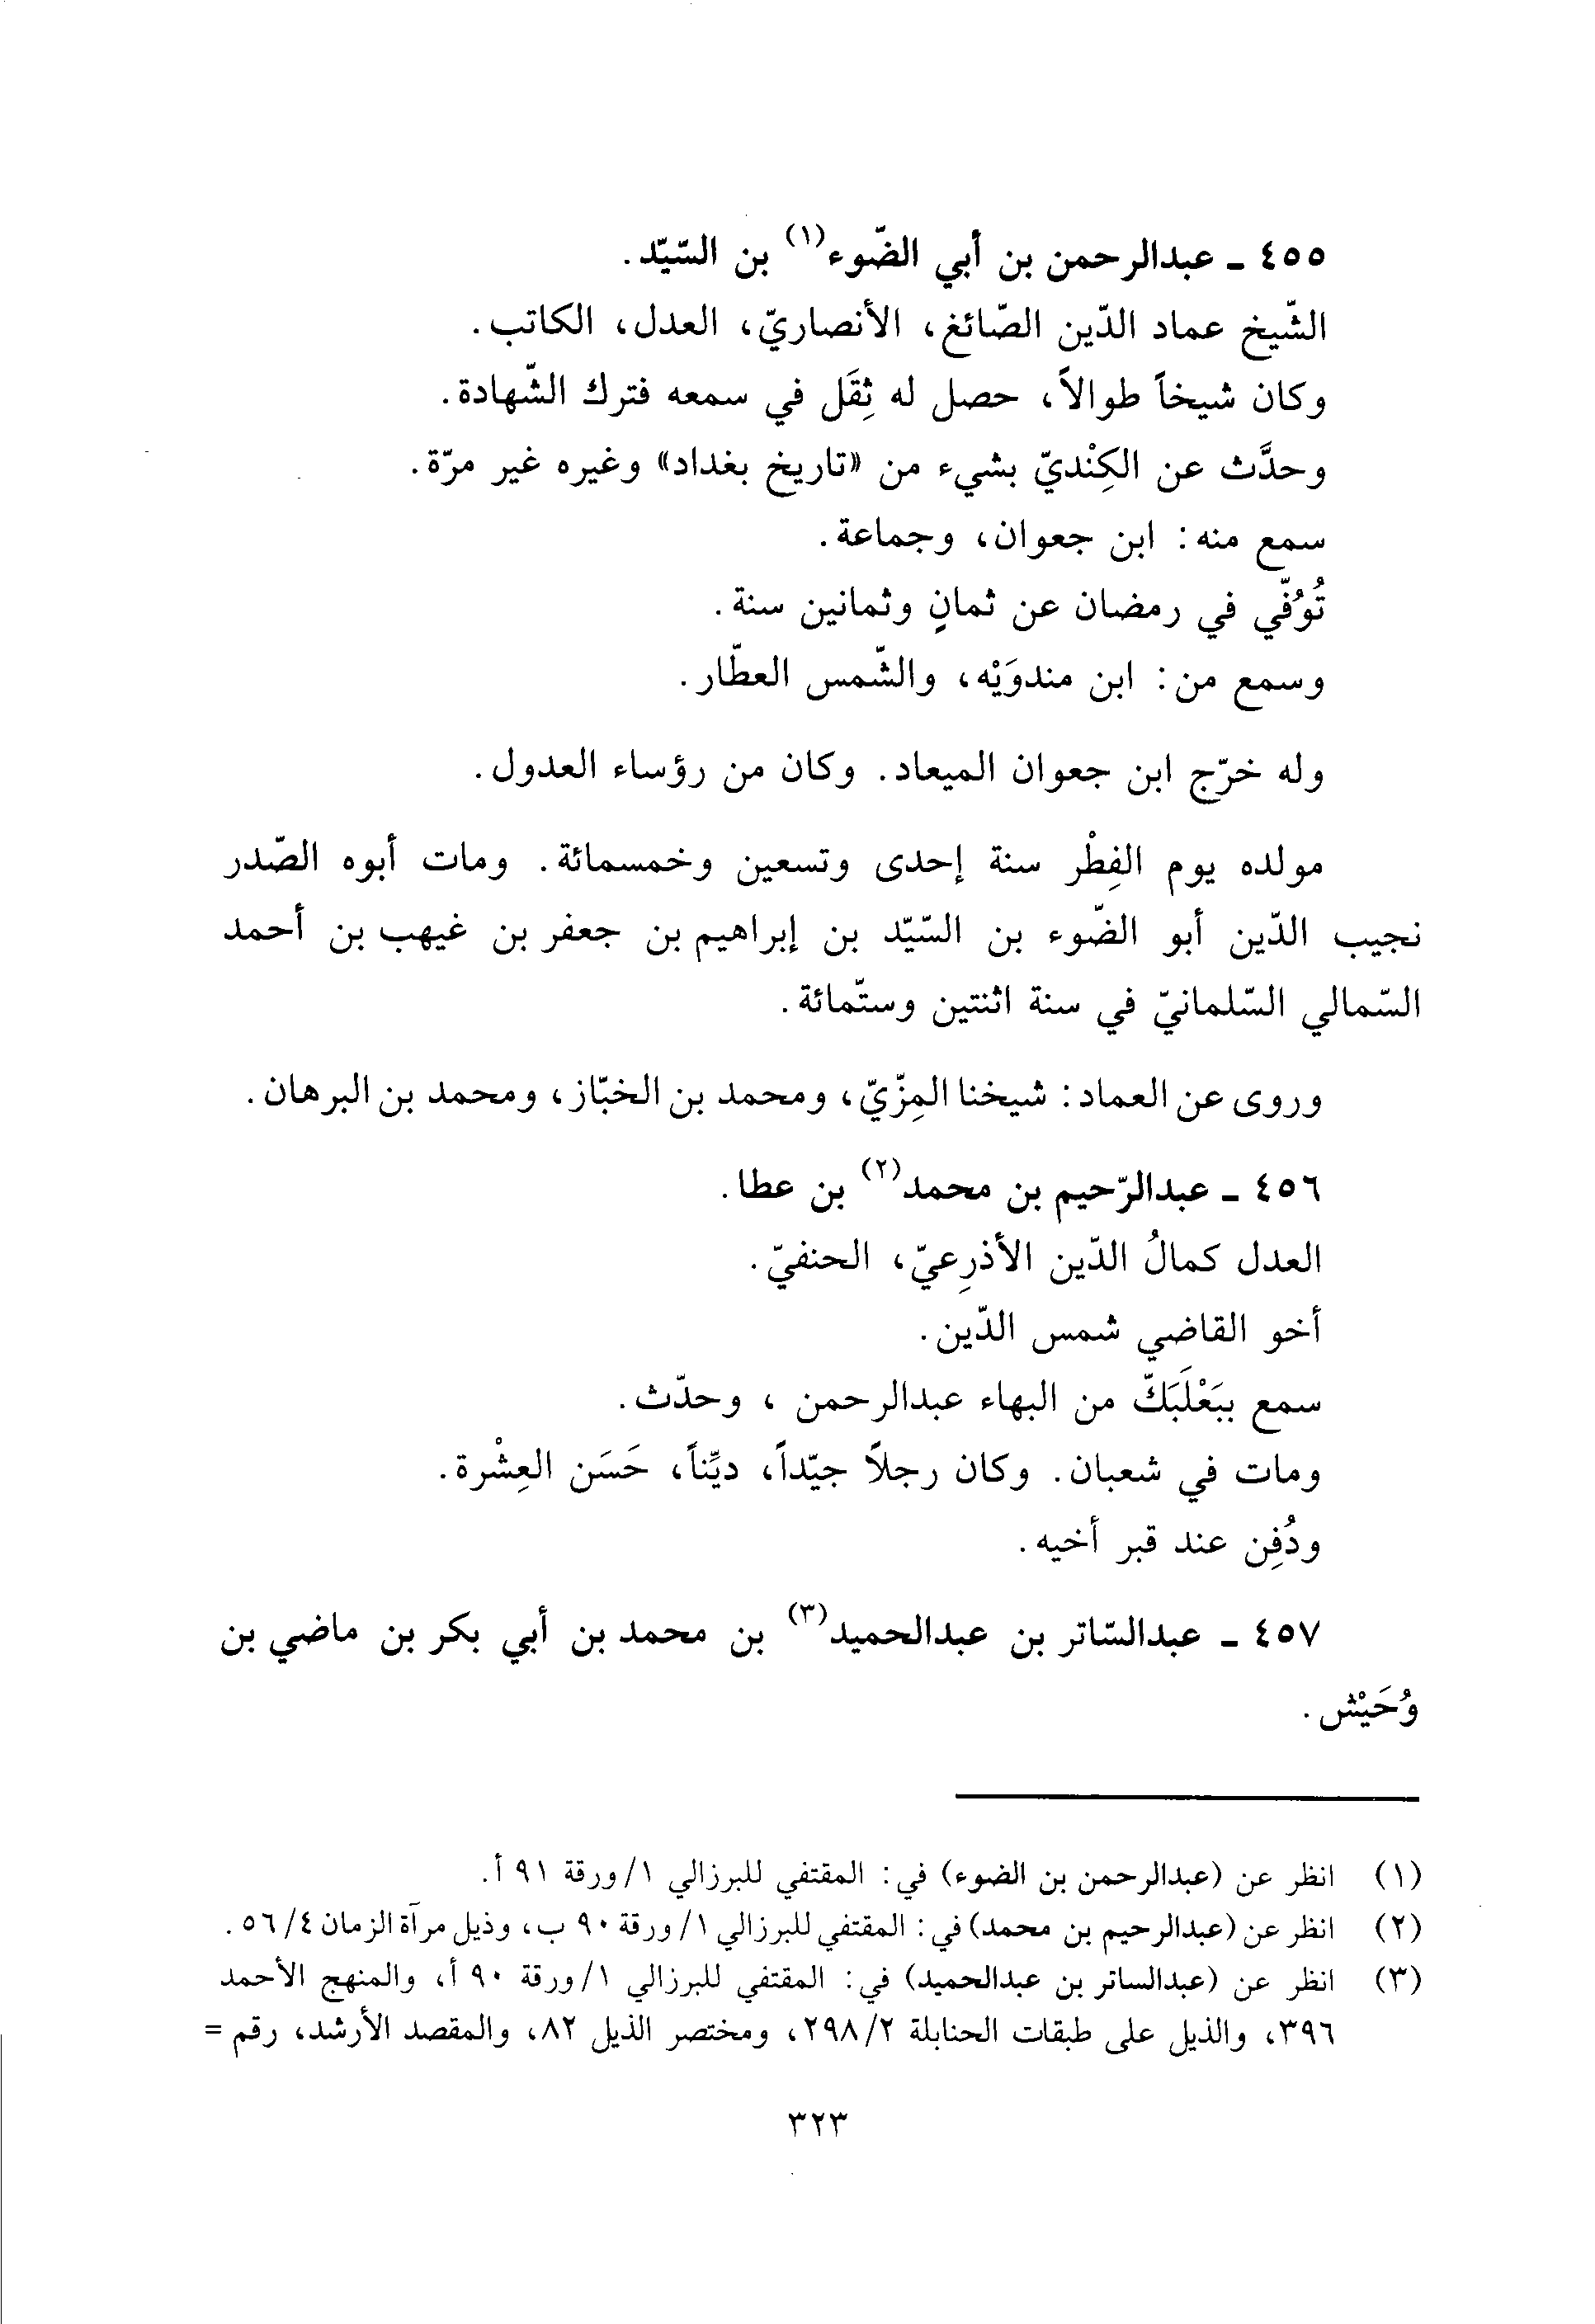 ٤٥٥ ـ عبدالرحمن بن أبي الضّوء(١) بن السّيّد.
الشّيخ عماد الدّين الصّائغ، الأنصاريّ، العدل، الكاتب.
وكان شيخاً طوالاً، حصل له ثِقَل في سمعه فترك الشّهادة.
وحدَّث عن الكِنْديّ بشيء من «تاريخ بغداد» وغيره غير مرّة.
سمع منه: ابن جعوان، وجماعة.
تُوُفّي في رمضان عن ثمانٍ وثمانين سنة.
وسمع من: ابن مندوَيْه، والشّمس العطّار.
وله خرّج ابن جعوان الميعاد. وكان من رؤساء العدول.
مولده يوم الفِطْر سنة إحدى وتسعين وخمسمائة. ومات أبوه الصّدر
نجيب الدّين أبو الضّوء بن السّيّد بن إبراهيم بن جعفر بن غيهب بن أحمد
السّمالي السّلمانيّ في سنة اثنتين وستّمائة.
وروى عن العماد: شيخنا المِزّيّ، ومحمد بن الخبّاز، ومحمد بن البرهان.
٤٥٦ ـ عبدالرّحيم بن محمد(٢) بن عطا.
العدل كمالُ الدّين الأذرِعيّ، الحنفيّ.
أخو القاضي شمس الدّين.
سمع ببَعْلَبَكّ من البهاء عبدالرحمن ، وحدّث.
ومات في شعبان. وكان رجلاً جيّداً، ديِّناً، حَسَن العِشْرة.
ودُفِن عند قبر أخيه.
٤٥٧ ـ عبدالسّاتر بن عبدالحميد(٣) بن محمد بن أبي بكر بن ماضي بن
وُحَيْش.
(١) انظر عن (عبدالرحمن بن الضوء) في: المقتفي للبرزالي ١/ورقة ٩١ أ.
(٢) انظر عن (عبدالرحيم بن محمد) في: المقتفي للبرزالي ١/ورقة ٩٠ ب، وذيل مرآة الزمان ٤/٥٦.
(٣) انظر عن (عبدالساتر بن عبدالحميد) في: المقتفي للبرزالي ١/ورقة ٩٠ أ، والمنهج الأحمد
٣٩٦، والذيل على طبقات الحنابلة ٢/٢٩٨، ومختصر الذيل ٨٢، والمقصد الأرشد، رقم =
٣٢٣